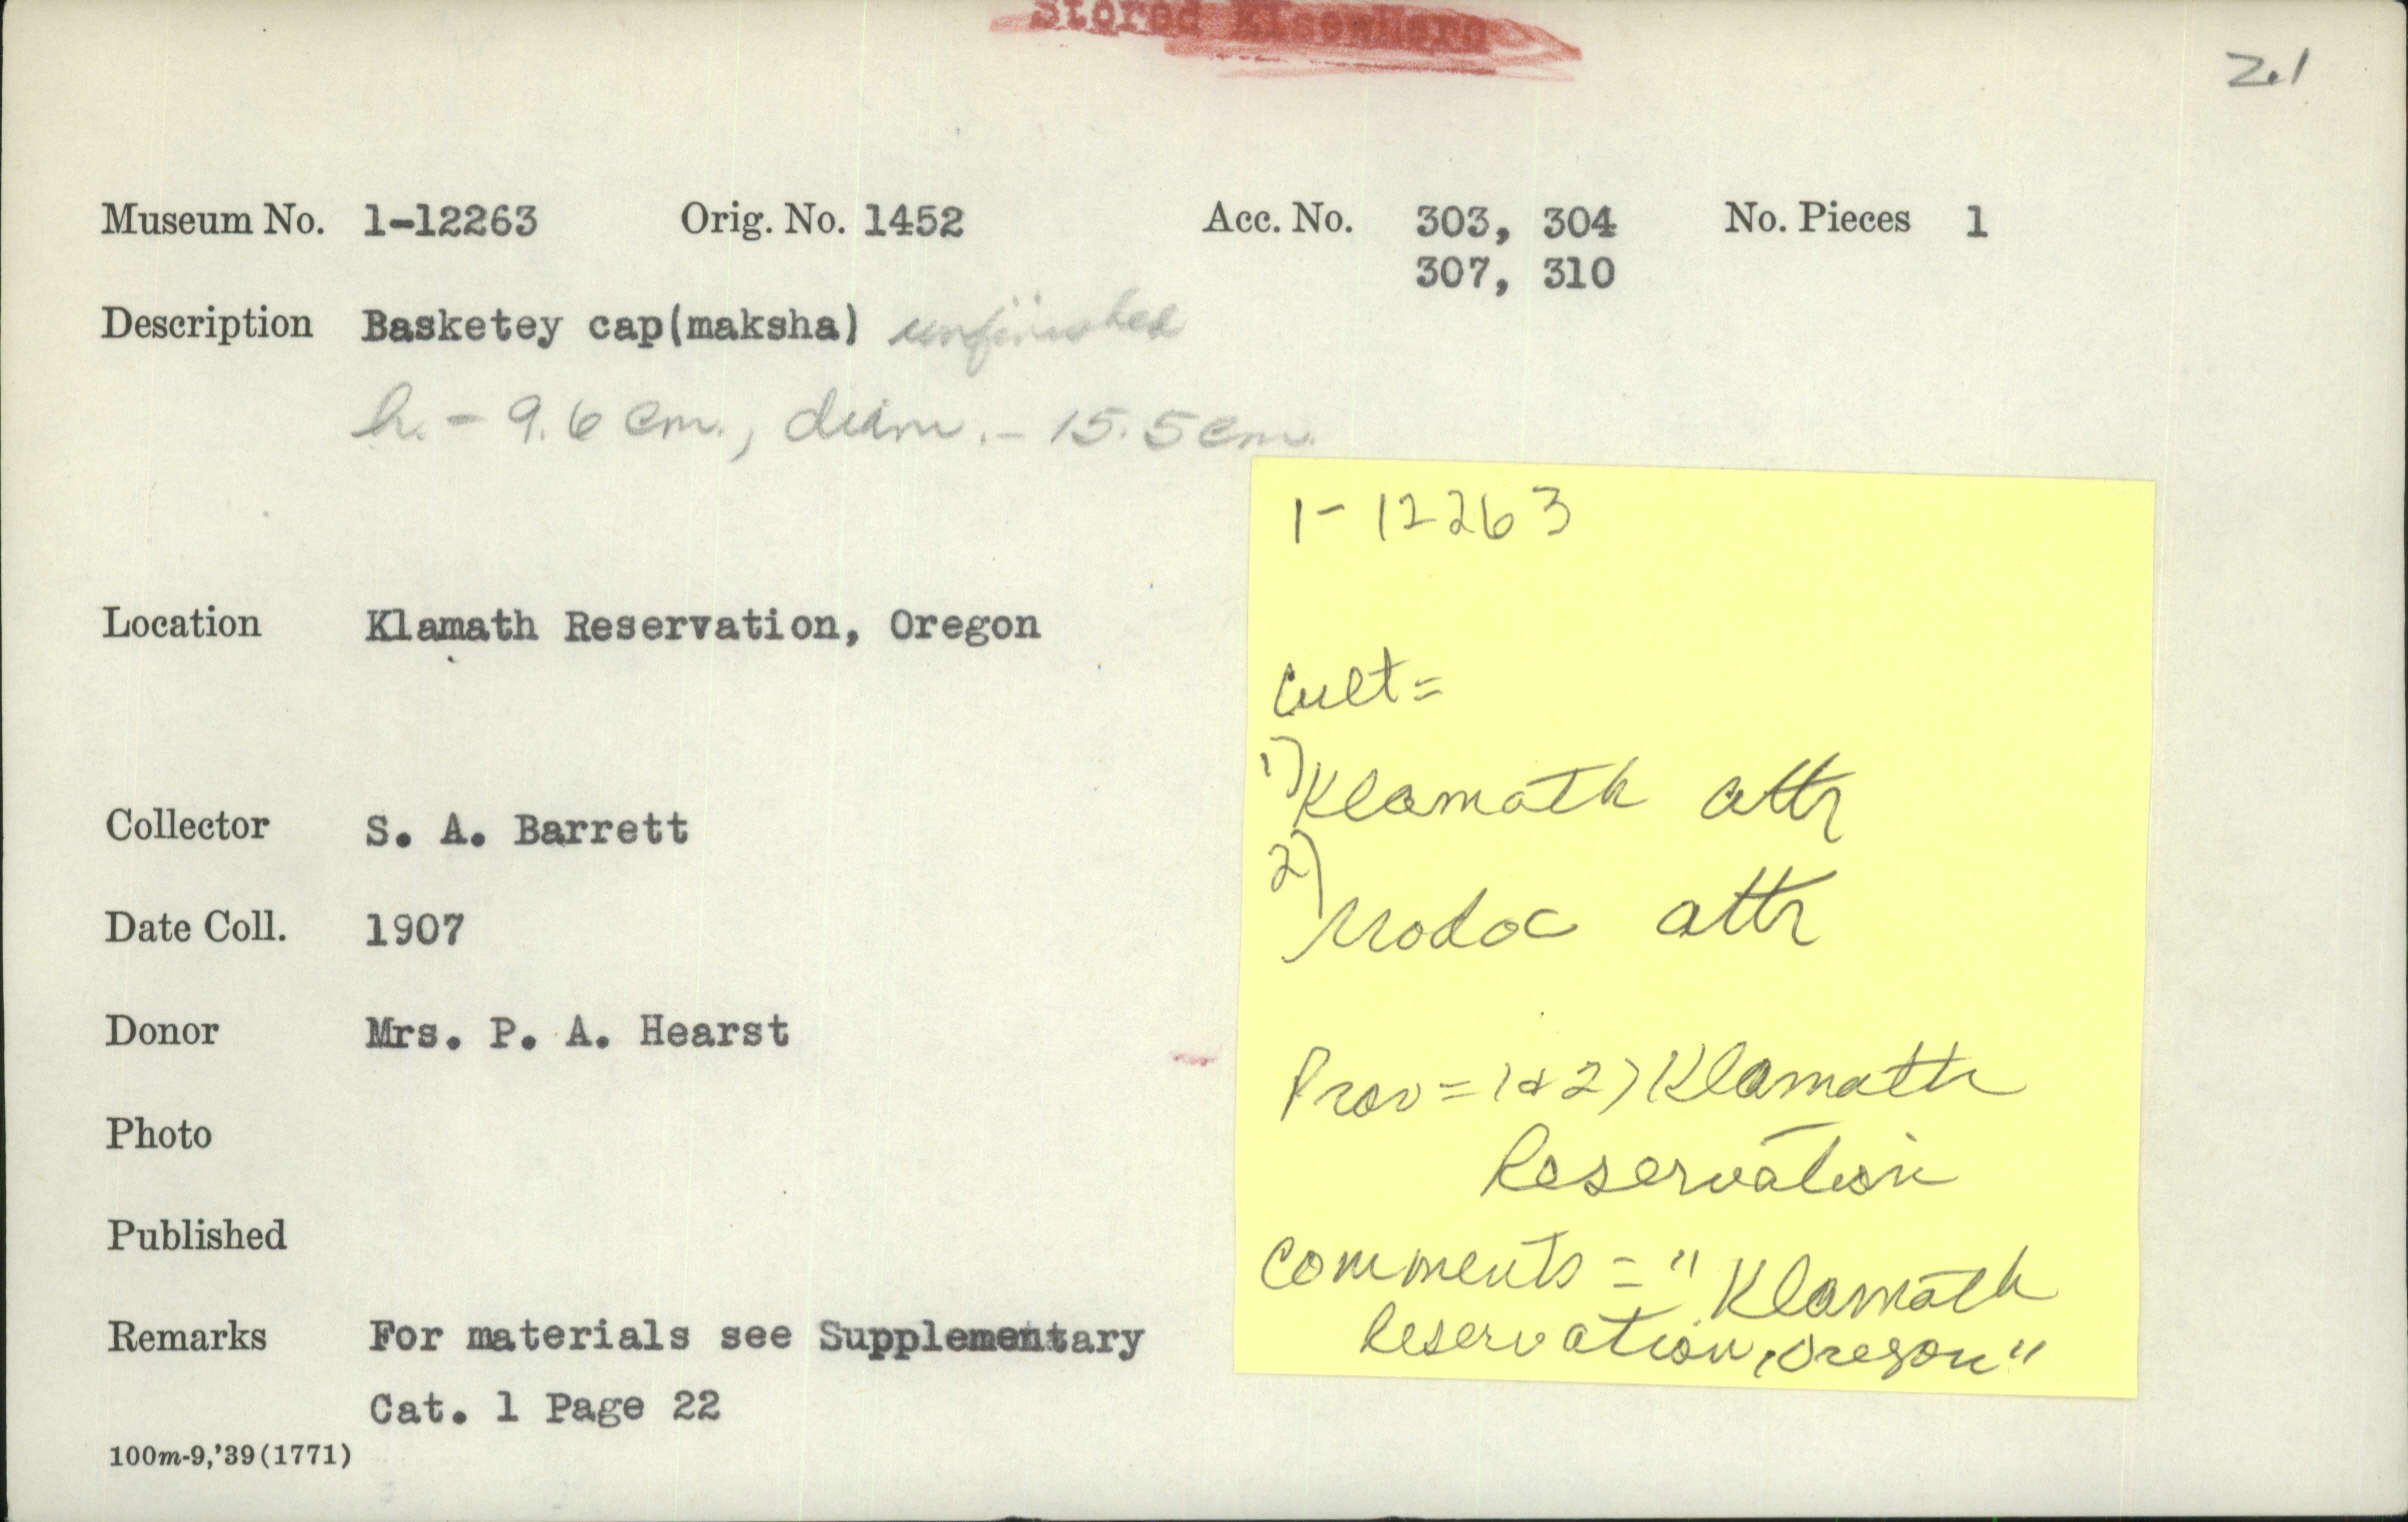 Stored Elsewhere
2.1
Museum No. 1-12263 Orig. No. 1452 Acc. No. 303, 304 No. Pieces 1
307, 310
Description Basketey cap(maksha) unfinished
h. - 9.6 cm., diam. - 15.5 cm.
Location Klamath Reservation, Oregon
Collector S. A. Barrett
Date Coll. 1907
Donor Mrs. P. A. Hearst
Photo
Published
Remarks For materials see Supplementary
Cat. 1 Page 22
100m-9,'39(1771)
1-12263
Cult=
1) Klamath attr
2) Modoc attr
Prov = 1&2) Klamath
Reservation
Comments = "Klamath
Reservation, Oregon"